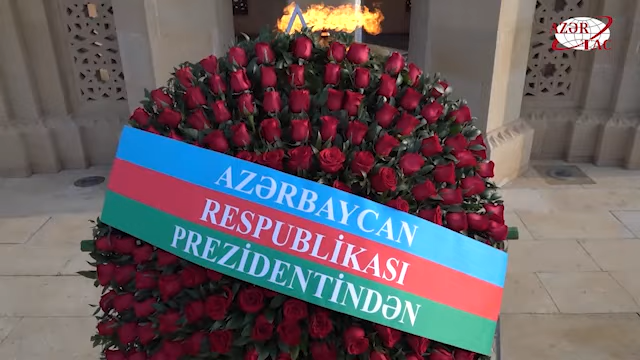 AZƏR
TAC
AZƏRBAYCAN
RESPUBLİKASI
PREZİDENTİNDƏN